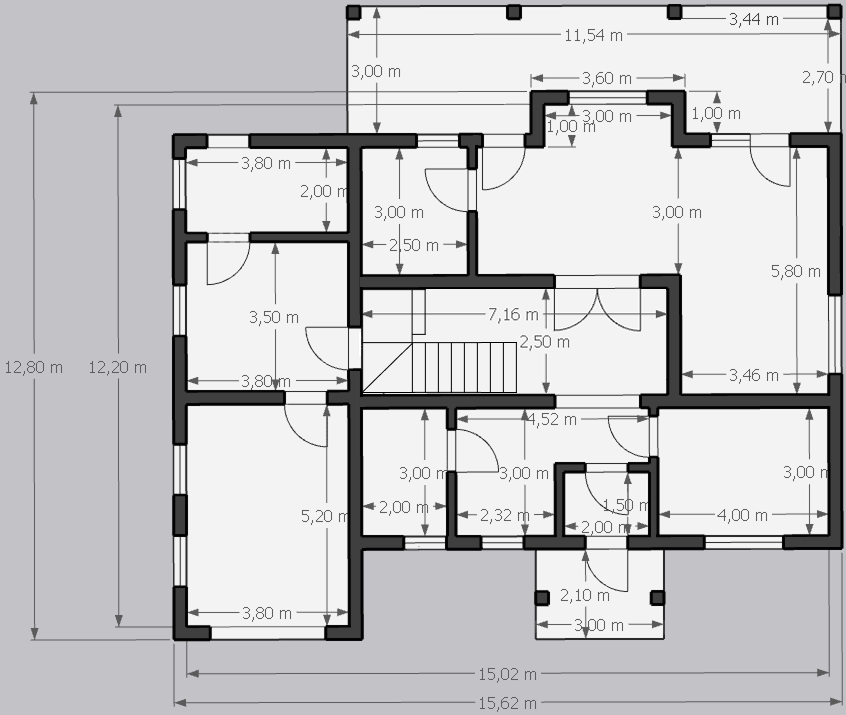 3,44 m
11,54 m
3,00 m
3,60 m
2,70
1,00 m
3,00 m
1,00 m
3,80 m
2,00 m
3,00 m
3,00 m
2,50 m
5,80 m
3,50 m
7,16 m
2,50 m
12,80 m
12,20 m
3,80 m
3,46 m
4,52 m
3,00 m
3,00 m
3,00 m
2,00 m
2,32 m
1,50 m
2,00 m
4,00 m
5,20 m
3,80 m
2,10 m
3,00 m
15,02 m
15,62 m